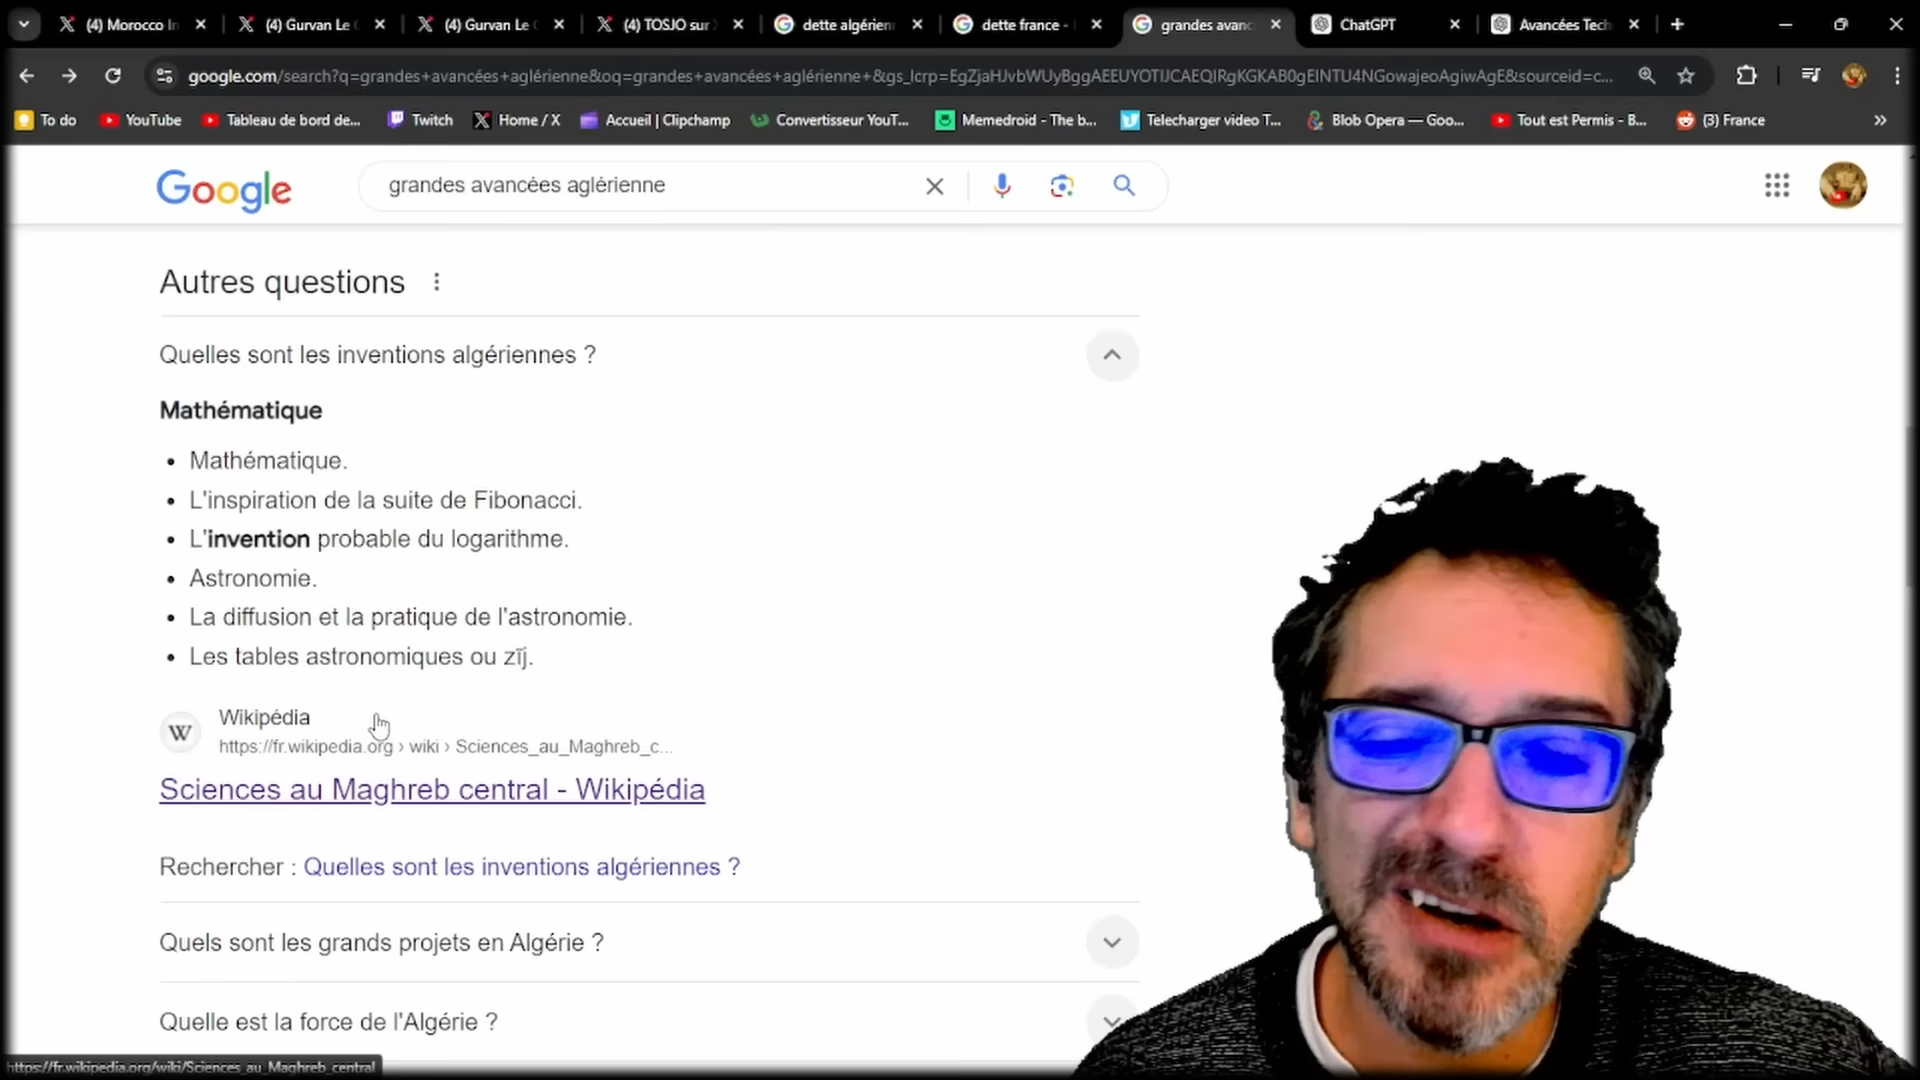 (4) Morocco In
(4) Gurvan Le
(4) Gurvan Le
(4) TOSJO sur
dette algérien
dette france -
grandes avanc
ChatGPT
Avancées Tech
google.com/search?q=grandes+avancées+aglérienne&oq=grandes+avancées+aglérienne+&gs_lcrp=EgZjaHJvbWUyBggAEEUYOTIJCAEQIRgKGKAB0gEINTU4NGowajeoAgiwAgE&sourceid=c...
To do
YouTube
Tableau de bord de...
Twitch
Home / X
Accueil | Clipchamp
Convertisseur YouT...
Memedroid - The b...
Telecharger video T...
Blob Opera — Goo...
Tout est Permis - B...
(3) France
»
Google
grandes avancées aglérienne
Autres questions
Quelles sont les inventions algériennes ?
Mathématique
• Mathématique.
• L'inspiration de la suite de Fibonacci.
• L'invention probable du logarithme.
• Astronomie.
• La diffusion et la pratique de l'astronomie.
• Les tables astronomiques ou zīj.
W
Wikipédia
https://fr.wikipedia.org › wiki › Sciences_au_Maghreb_c...
Sciences au Maghreb central - Wikipédia
Rechercher : Quelles sont les inventions algériennes ?
Quels sont les grands projets en Algérie ?
Quelle est la force de l'Algérie ?
https://fr.wikipedia.org/wiki/Sciences_au_Maghreb_central